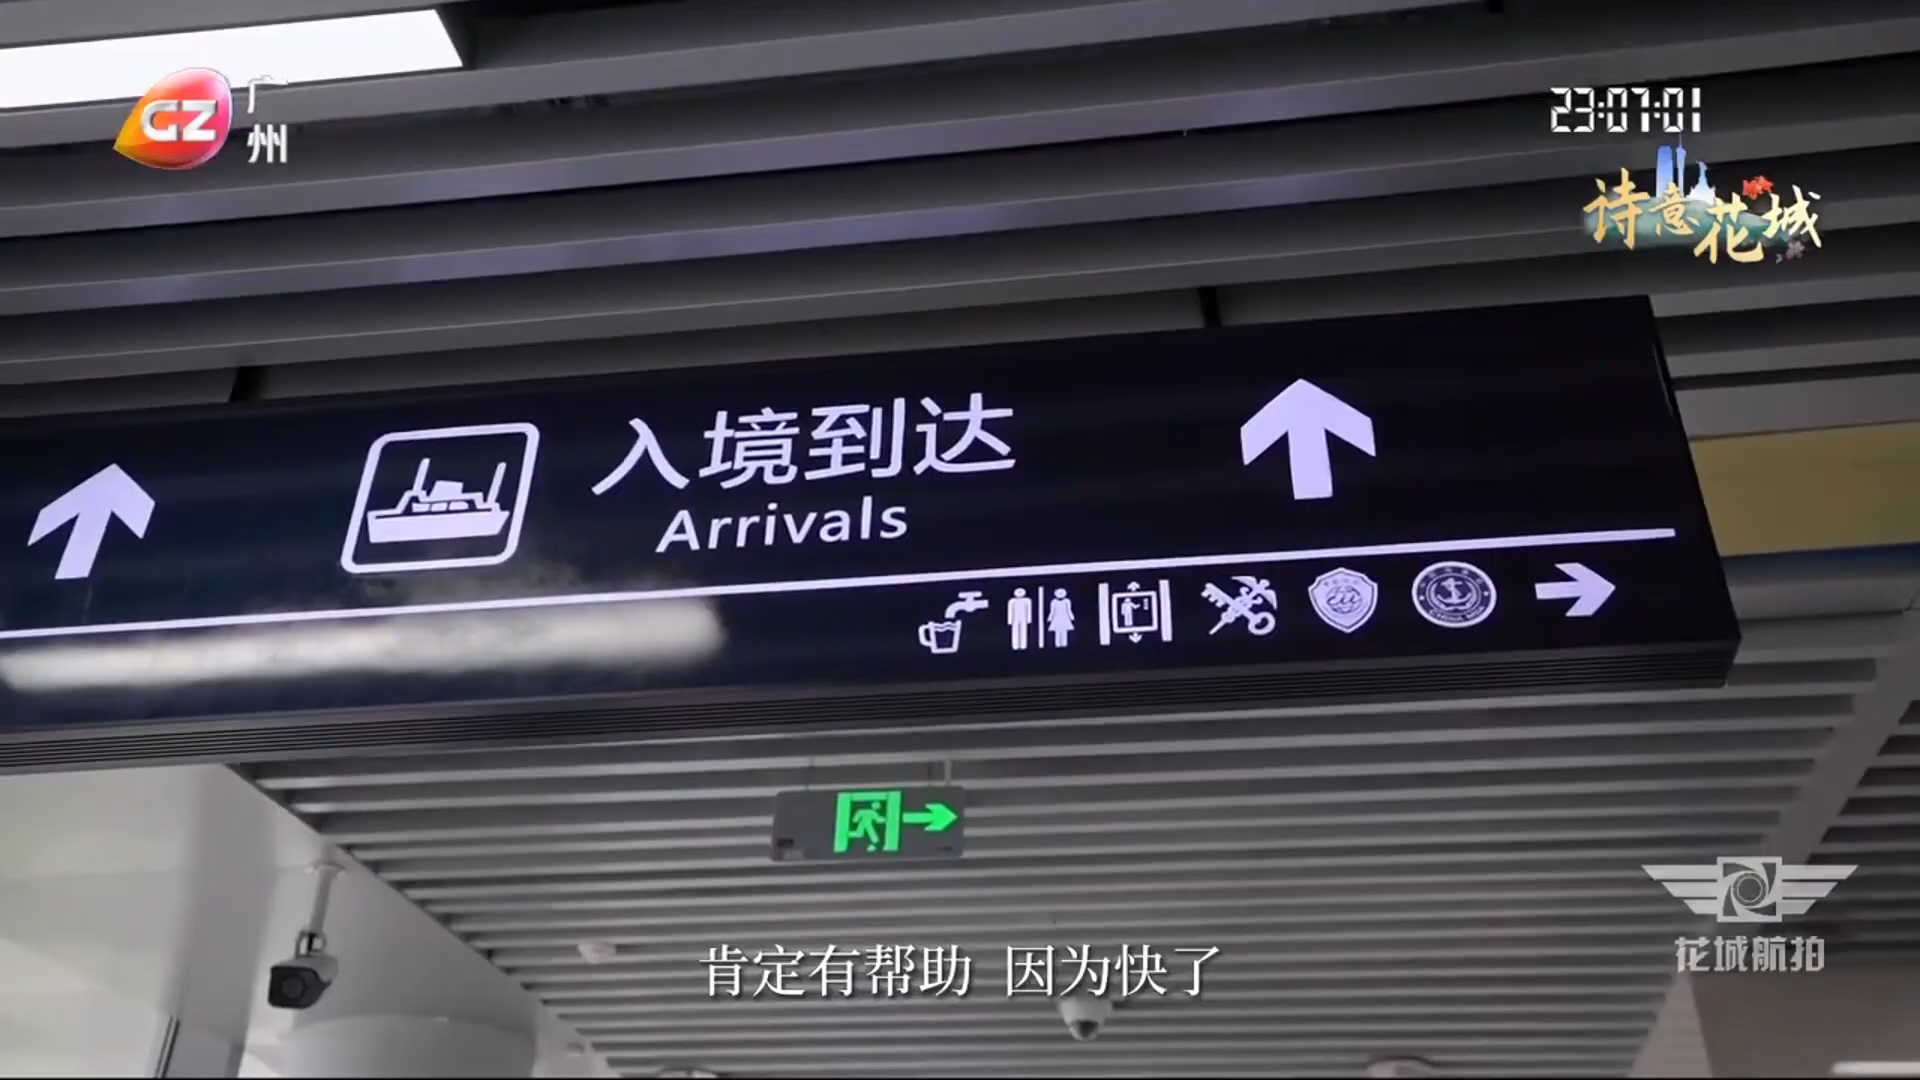 GZ 广州
23:07:01
诗意花城
入境到达
Arrivals
花城航拍
肯定有帮助 因为快了